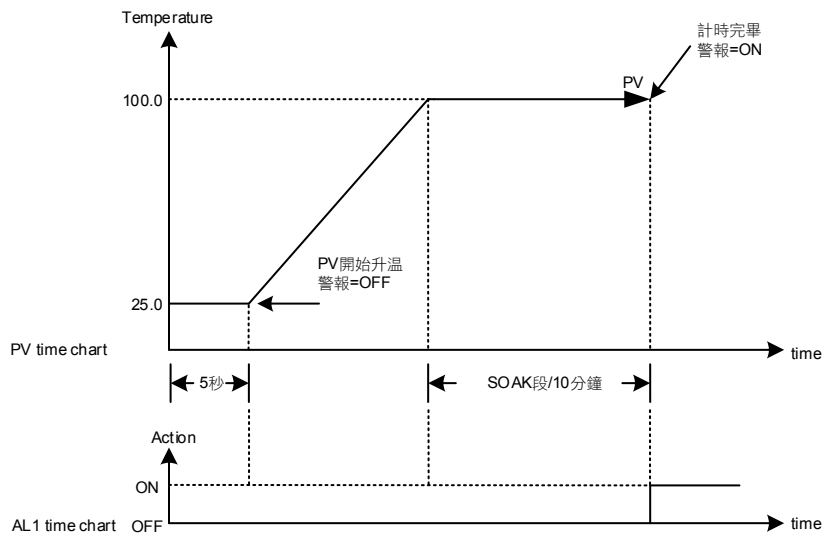 Temperature
計時完畢
警報=ON
PV
100.0
PV開始升温
警報=OFF
25.0
PV time chart
time
5秒
SOAK段/10分鐘
Action
ON
AL1 time chart
OFF
time